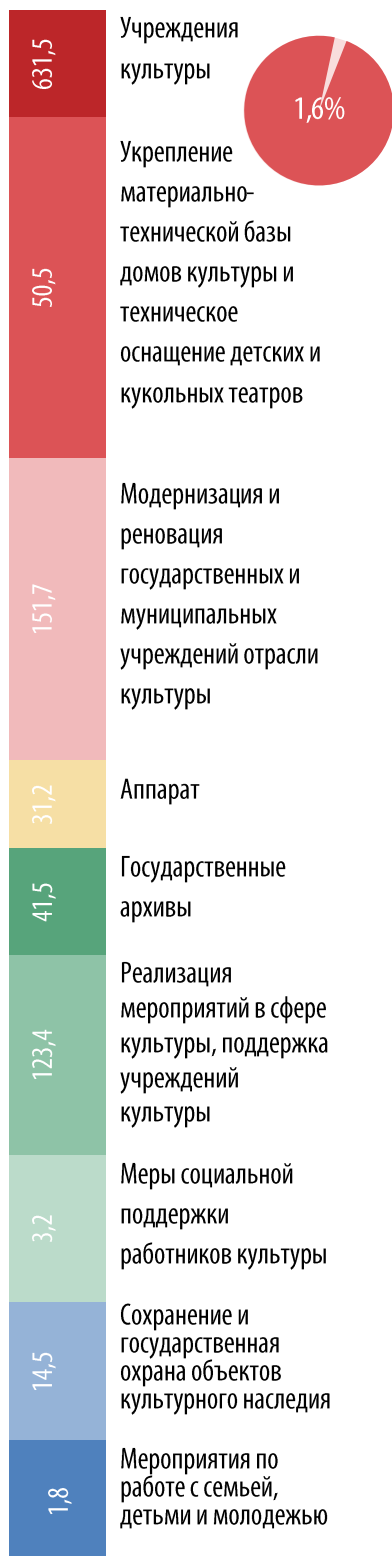 631,5
Учреждения
культуры
1,6%
50,5
Укрепление
материально-
технической базы
домов культуры и
техническое
оснащение детских и
кукольных театров
151,7
Модернизация и
реновация
государственных и
муниципальных
учреждений отрасли
культуры
31,2
Аппарат
41,5
Государственные
архивы
123,4
Реализация
мероприятий в сфере
культуры, поддержка
учреждений
культуры
3,2
Меры социальной
поддержки
работников культуры
14,5
Сохранение и
государственная
охрана объектов
культурного наследия
1,8
Мероприятия по
работе с семьей,
детьми и молодежью